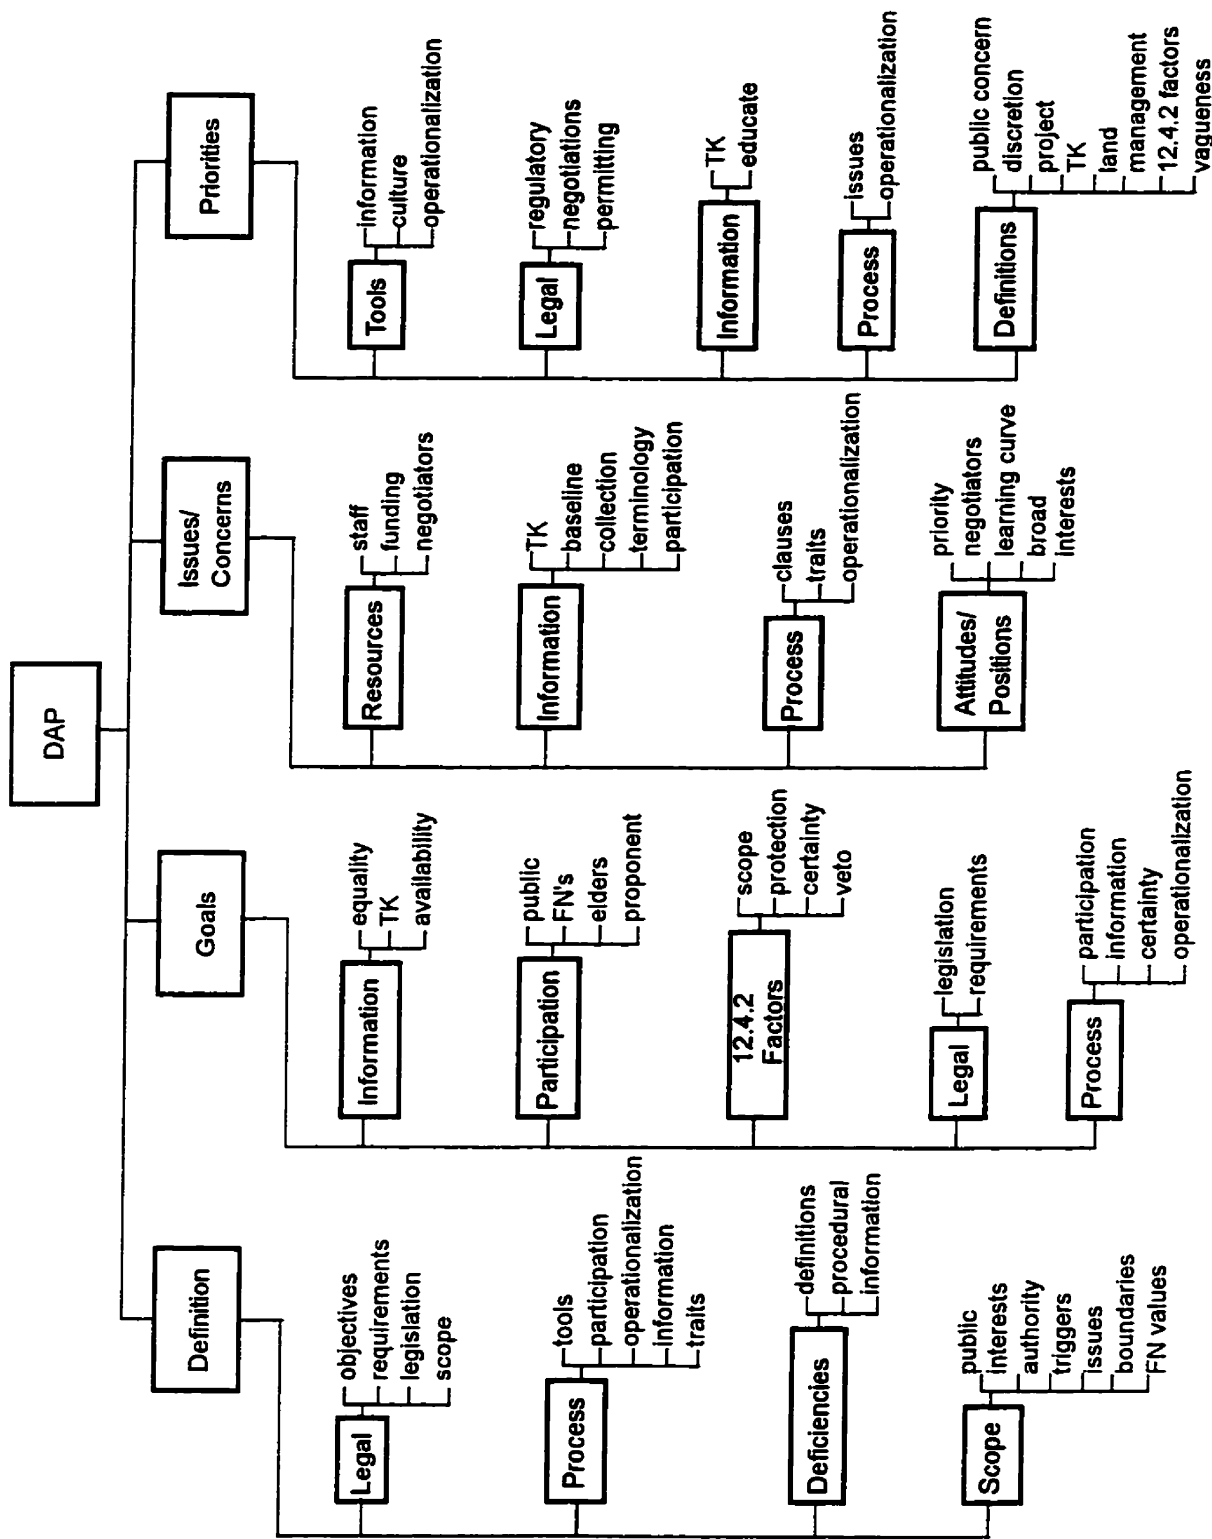 DAP
Definition
Goals
Issues/
Concerns
Priorities
Legal
objectives
requirements
legislation
scope
Process
tools
participation
operationalization
information
traits
Deficiencies
definitions
procedural
information
Scope
public
interests
authority
triggers
issues
boundaries
FN values
Information
equality
TK
availability
Participation
public
FN's
elders
proponent
12.4.2
Factors
scope
protection
certainty
veto
Legal
legislation
requirements
Process
participation
information
certainty
operationalization
Resources
staff
funding
negotiators
Information
TK
baseline
collection
terminology
participation
Process
clauses
traits
operationalization
Attitudes/
Positions
priority
negotiators
learning curve
broad
interests
Tools
information
culture
operationalization
Legal
regulatory
negotiations
permitting
Information
TK
educate
Process
issues
operationalization
Definitions
public concern
discretion
project
TK
land
management
12.4.2 factors
vagueness